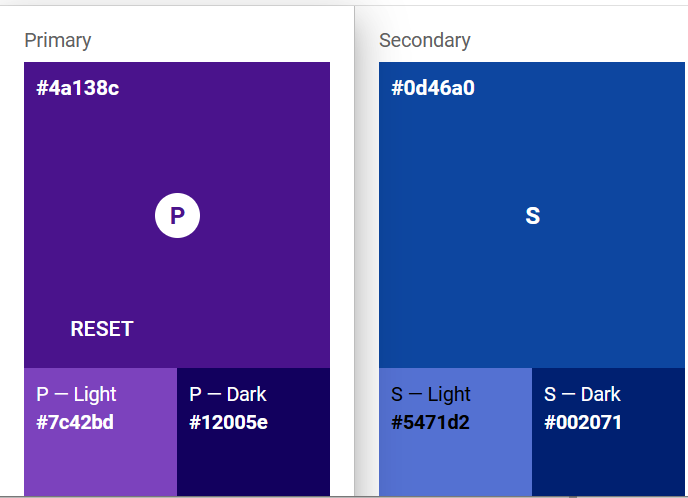 Primary
#4a138c
P
RESET
P — Light
#7c42bd
P — Dark
#12005e
Secondary
#0d46a0
S
S — Light
#5471d2
S — Dark
#002071